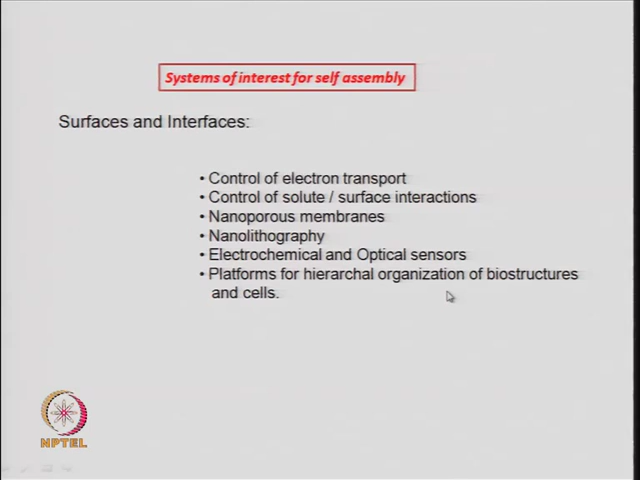 Systems of interest for self assembly
Surfaces and Interfaces:
• Control of electron transport
• Control of solute / surface interactions
• Nanoporous membranes
• Nanolithography
• Electrochemical and Optical sensors
• Platforms for hierarchal organization of biostructures
and cells.
NPTEL